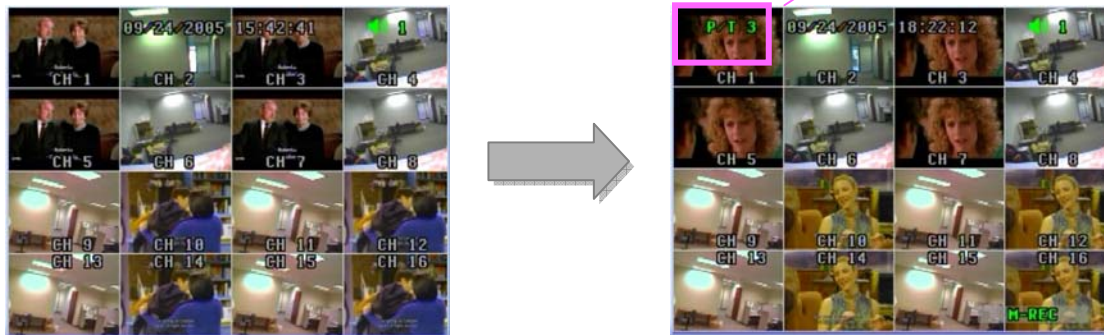 09/24/2005 15:42:41 1
CH 1 CH 2 CH 3 CH 4
CH 5 CH 6 CH 7 CH 8
CH 9 CH 10 CH 11 CH 12
CH 13 CH 14 CH 15 CH 16
P/T 3 09/24/2005 18:22:12 1
CH 1 CH 2 CH 3 CH 4
CH 5 CH 6 CH 7 CH 8
CH 9 CH 10 CH 11 CH 12
CH 13 CH 14 CH 15 CH 16
M-REC